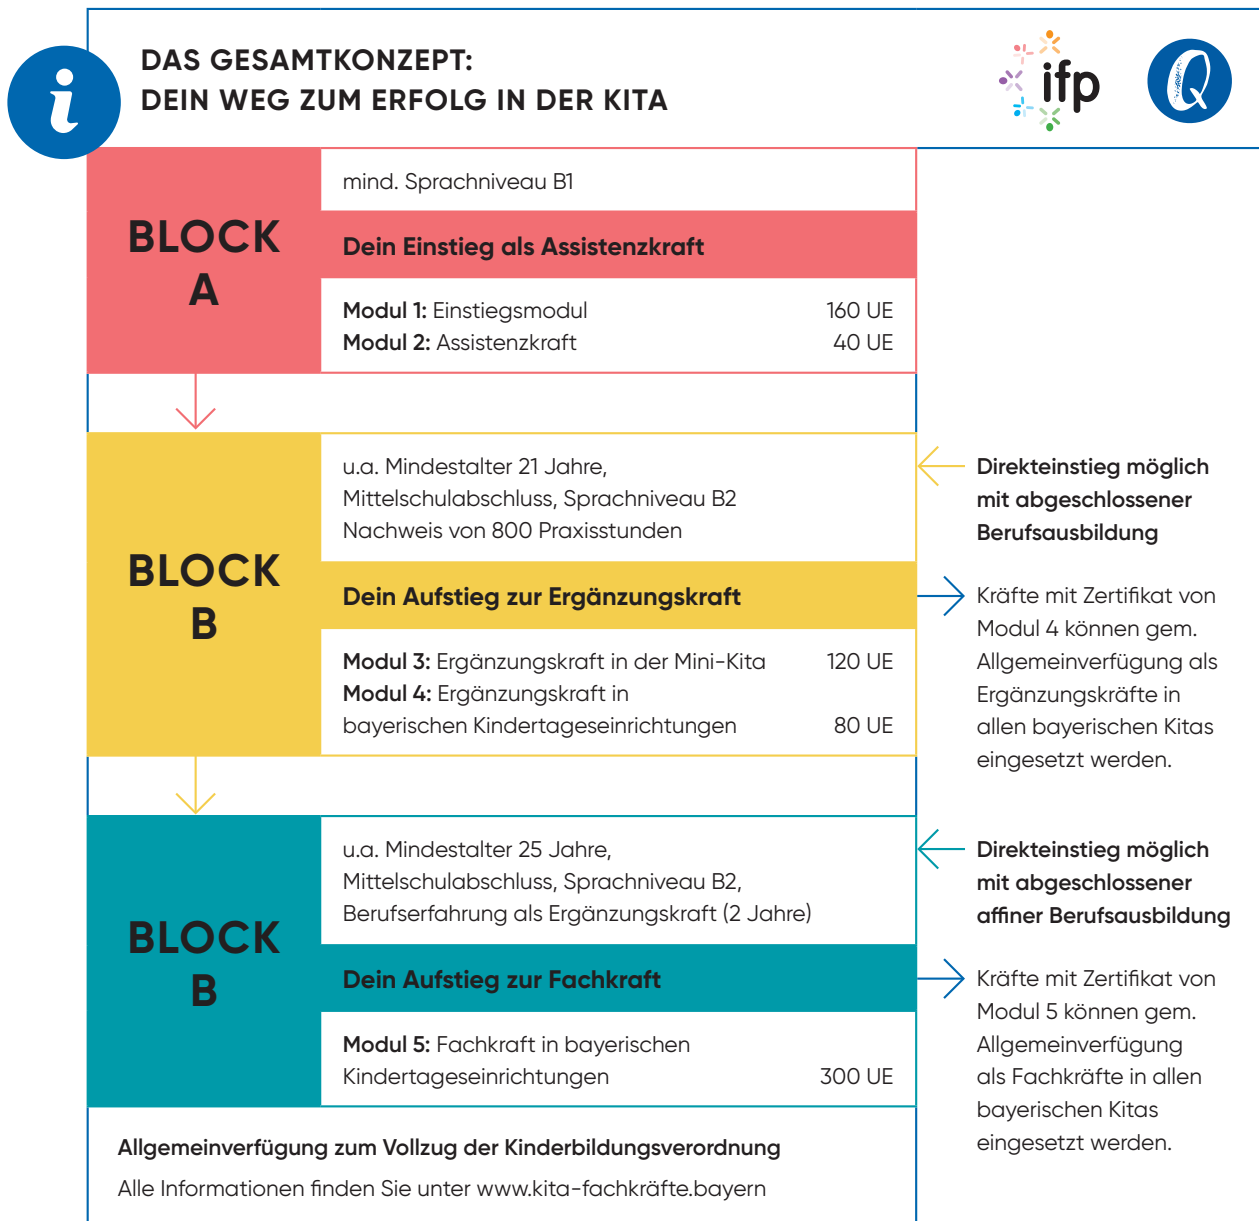 i
DAS GESAMTKONZEPT:
DEIN WEG ZUM ERFOLG IN DER KITA
ifp
Q
BLOCK
A
mind. Sprachniveau B1
Dein Einstieg als Assistenzkraft
Modul 1: Einstiegsmodul 160 UE
Modul 2: Assistenzkraft 40 UE
BLOCK
B
u.a. Mindestalter 21 Jahre,
Mittelschulabschluss, Sprachniveau B2
Nachweis von 800 Praxisstunden
Dein Aufstieg zur Ergänzungskraft
Modul 3: Ergänzungskraft in der Mini-Kita 120 UE
Modul 4: Ergänzungskraft in
bayerischen Kindertageseinrichtungen 80 UE
Direkteinstieg möglich
mit abgeschlossener
Berufsausbildung
Kräfte mit Zertifikat von
Modul 4 können gem.
Allgemeinverfügung als
Ergänzungskräfte in
allen bayerischen Kitas
eingesetzt werden.
BLOCK
B
u.a. Mindestalter 25 Jahre,
Mittelschulabschluss, Sprachniveau B2,
Berufserfahrung als Ergänzungskraft (2 Jahre)
Dein Aufstieg zur Fachkraft
Modul 5: Fachkraft in bayerischen
Kindertageseinrichtungen 300 UE
Direkteinstieg möglich
mit abgeschlossener
affiner Berufsausbildung
Kräfte mit Zertifikat von
Modul 5 können gem.
Allgemeinverfügung
als Fachkräfte in allen
bayerischen Kitas
eingesetzt werden.
Allgemeinverfügung zum Vollzug der Kinderbildungsverordnung
Alle Informationen finden Sie unter www.kita-fachkräfte.bayern